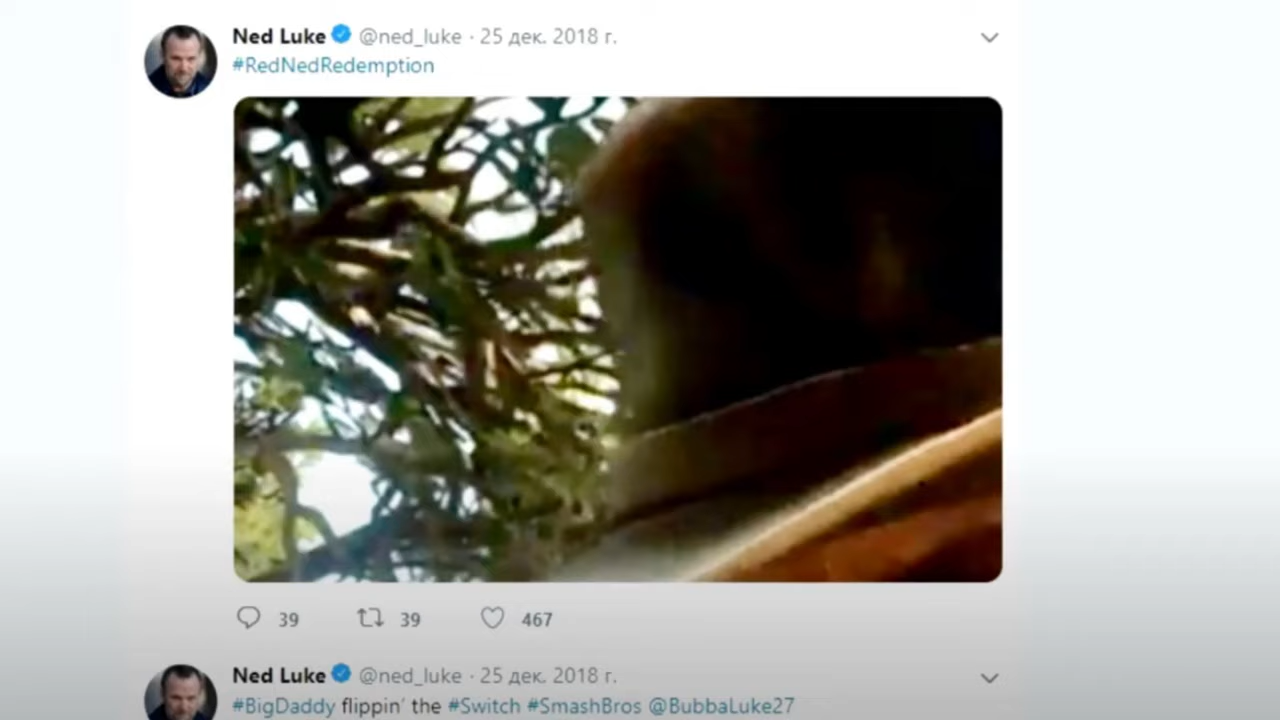 Ned Luke @ned_luke · 25 дек. 2018 г.
#RedNedRedemption
39 39 467
Ned Luke @ned_luke · 25 дек. 2018 г.
#BigDaddy flippin' the #Switch #SmashBros @BubbaLuke27